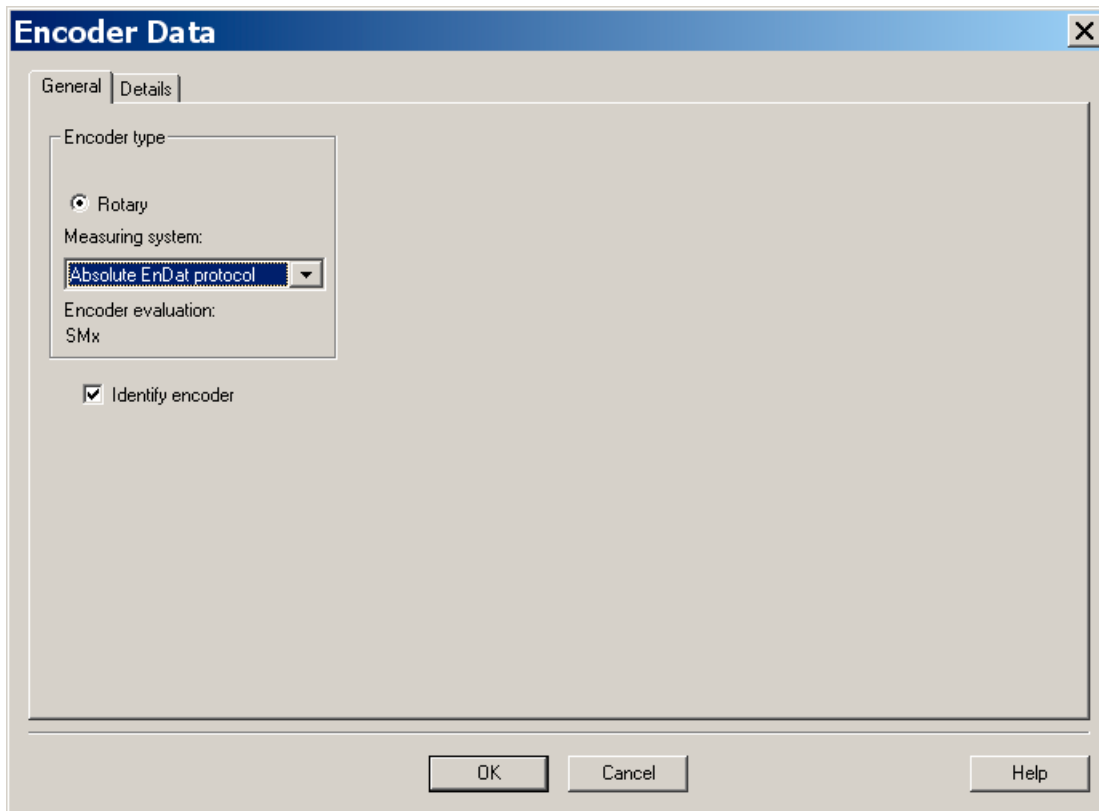 Encoder Data
General
Details
Encoder type
Rotary
Measuring system:
Absolute EnDat protocol
Encoder evaluation:
SMx
Identify encoder
OK
Cancel
Help